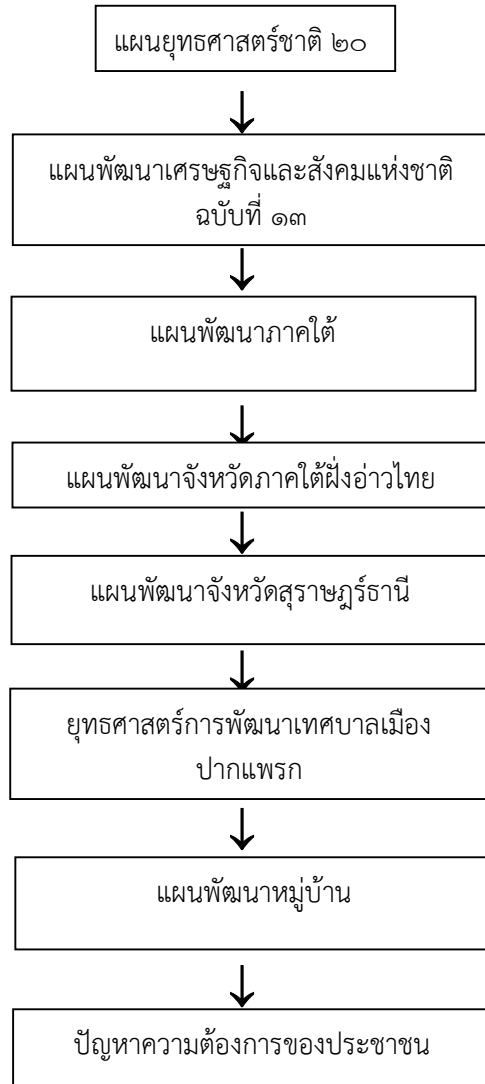 แผนยุทธศาสตร์ชาติ ๒๐
แผนพัฒนาเศรษฐกิจและสังคมแห่งชาติ
ฉบับที่ ๑๓
แผนพัฒนาภาคใต้
แผนพัฒนาจังหวัดภาคใต้ฝั่งอ่าวไทย
แผนพัฒนาจังหวัดสุราษฎร์ธานี
ยุทธศาสตร์การพัฒนาเทศบาลเมือง
ปากแพรก
แผนพัฒนาหมู่บ้าน
ปัญหาความต้องการของประชาชน